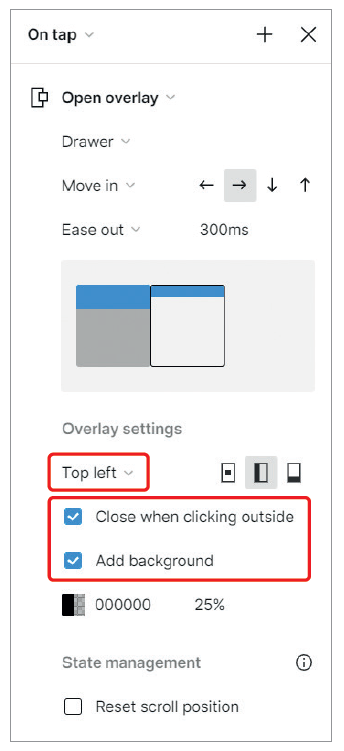 On tap
Open overlay
Drawer
Move in
Ease out 300ms
Overlay settings
Top left
Close when clicking outside
Add background
000000 25%
State management
Reset scroll position